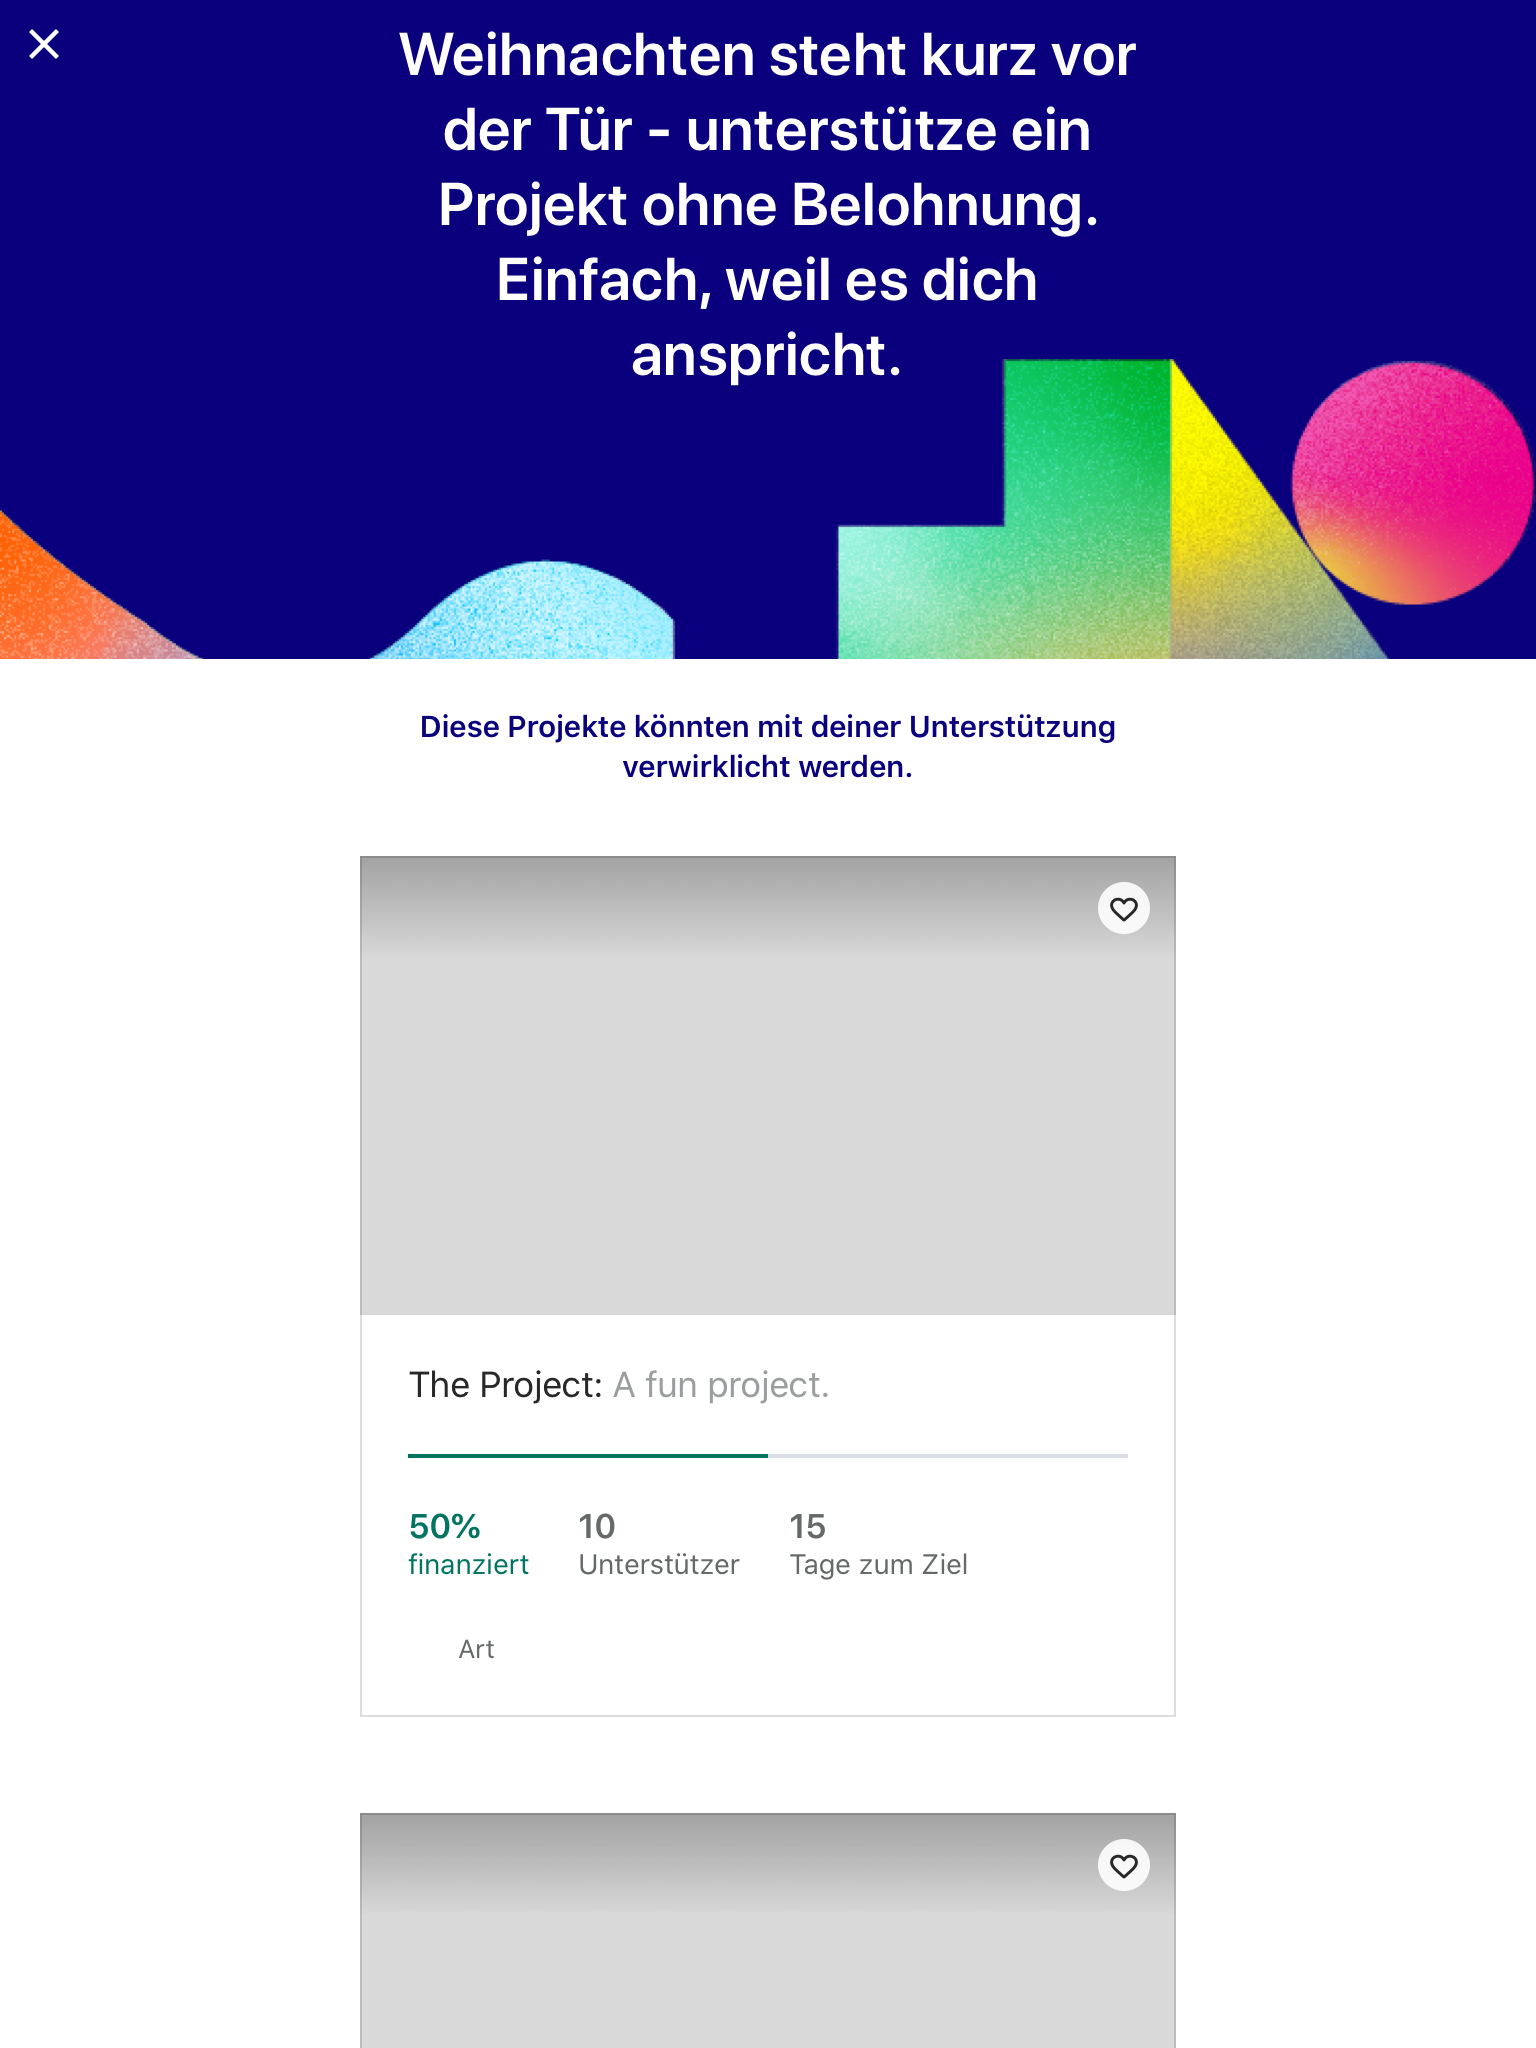 Weihnachten steht kurz vor
der Tür - unterstütze ein
Projekt ohne Belohnung.
Einfach, weil es dich
anspricht.
Diese Projekte könnten mit deiner Unterstützung
verwirklicht werden.
The Project: A fun project.
50%
finanziert
10
Unterstützer
15
Tage zum Ziel
Art